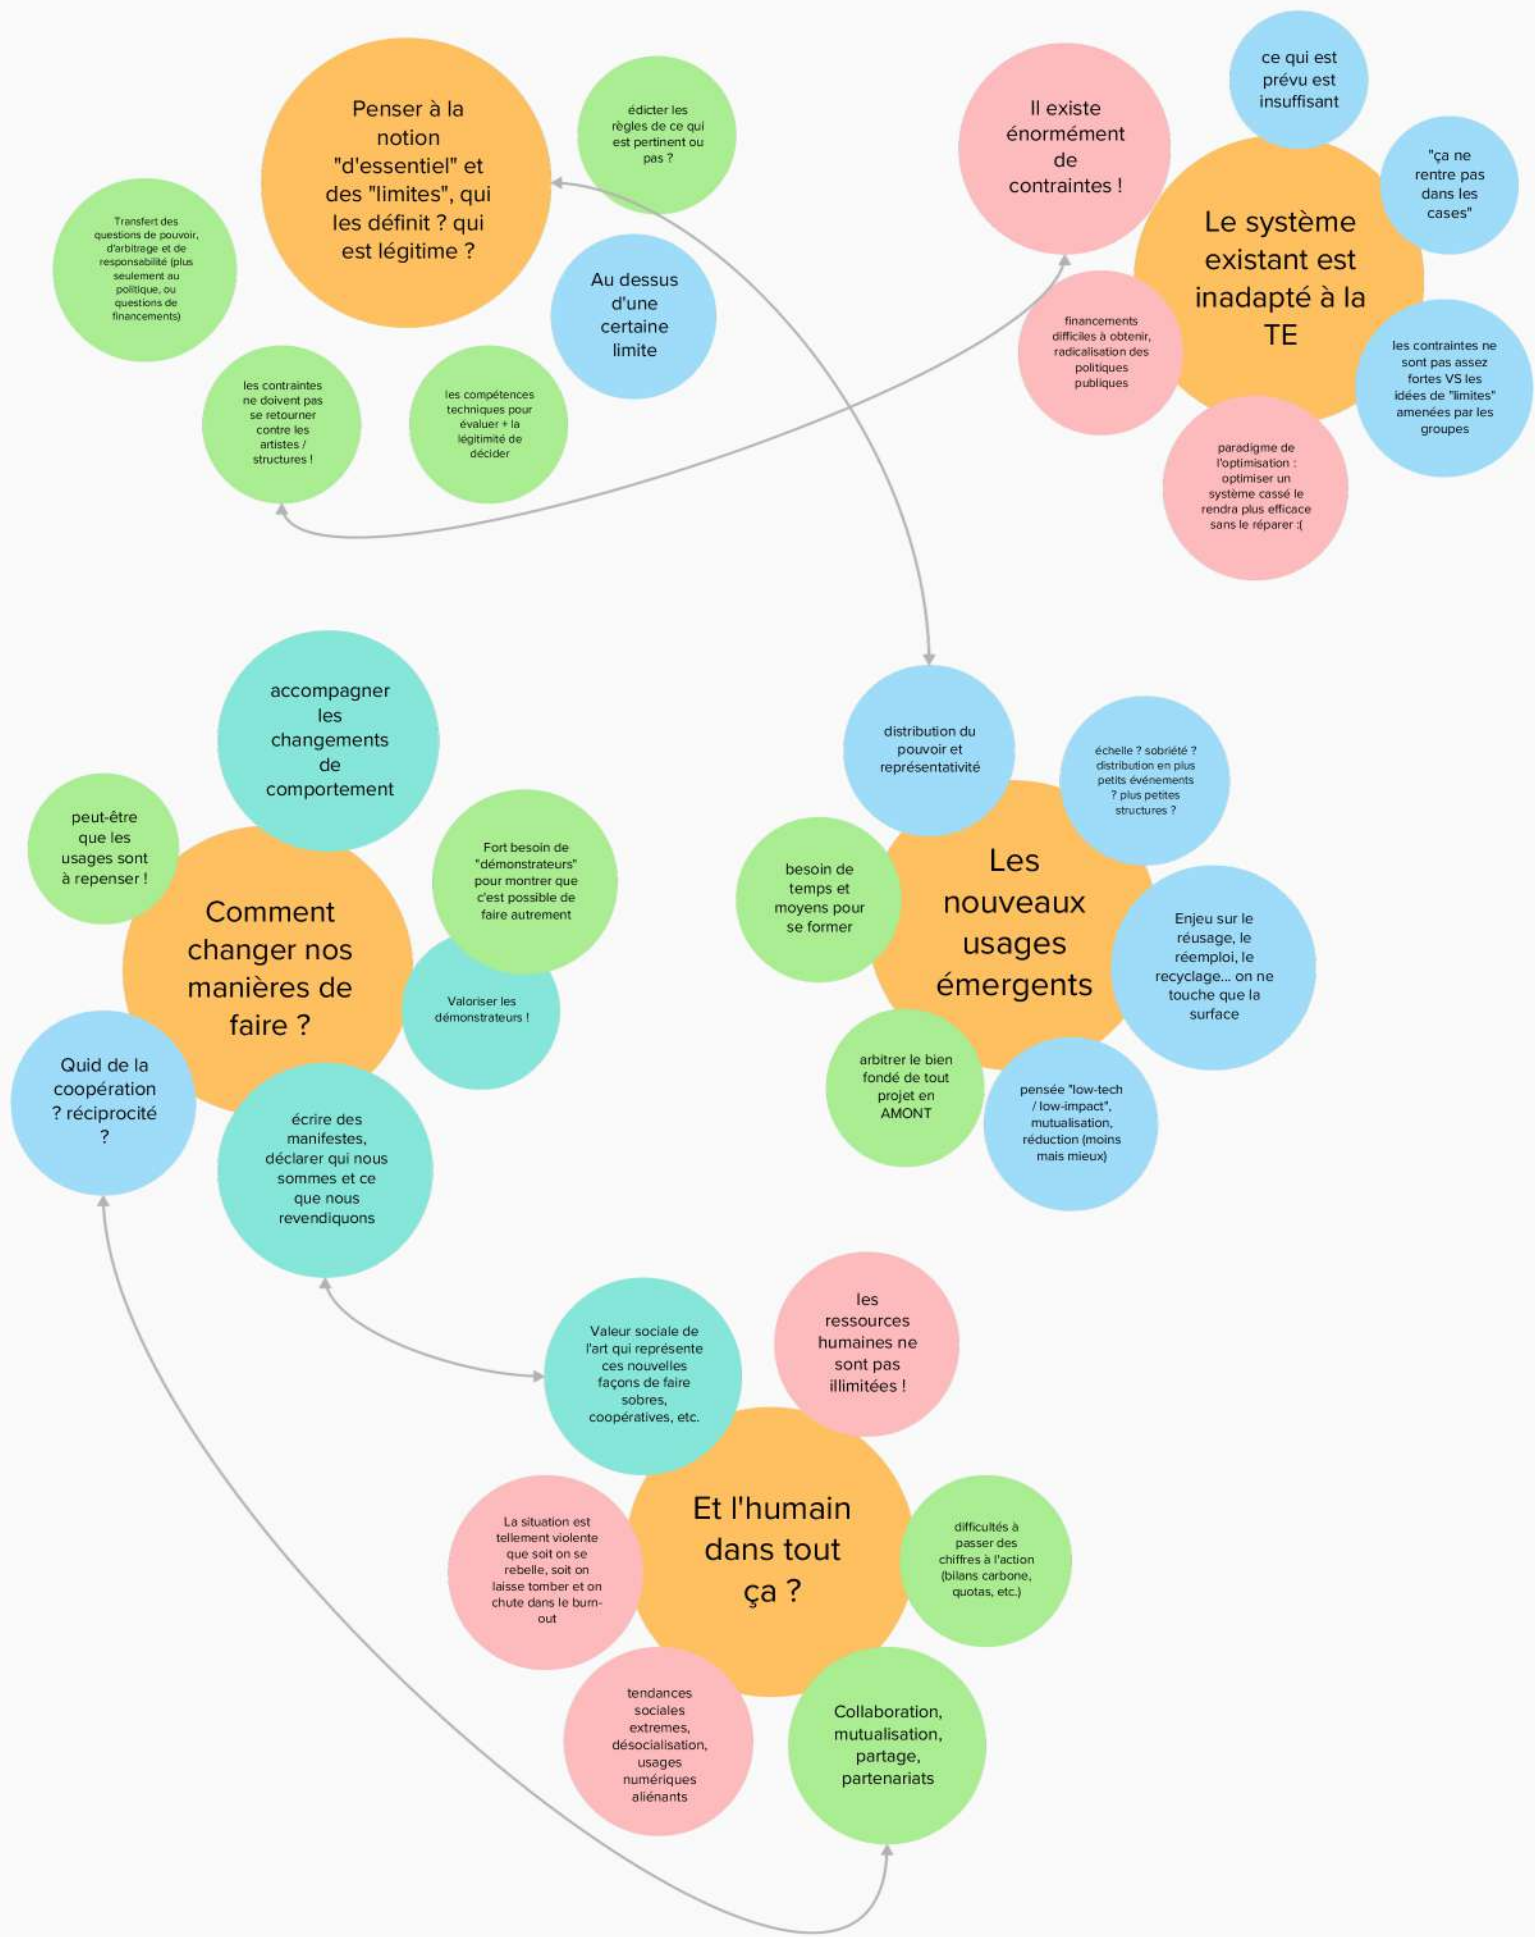 Penser à la
notion
"d'essentiel" et
des "limites", qui
les définit ? qui
est légitime ?
édicter les
règles de ce qui
est pertinent ou
pas ?
Transfert des
questions de pouvoir,
d'arbitrage et de
responsabilité (plus
seulement au
politique, ou
questions de
financements)
Au dessus
d'une
certaine
limite
les contraintes
ne doivent pas
se retourner
contre les
artistes /
structures !
les compétences
techniques pour
évaluer + la
légitimité de
décider
Il existe
énormément
de
contraintes !
ce qui est
prévu est
insuffisant
"ça ne
rentre pas
dans les
cases"
Le système
existant est
inadapté à la
TE
financements
difficiles à obtenir,
radicalisation des
politiques
publiques
les contraintes ne
sont pas assez
fortes VS les
idées de "limites"
amenées par les
groupes
paradigme de
l'optimisation :
optimiser un
système cassé le
rendra plus efficace
sans le réparer :(
accompagner
les
changements
de
comportement
peut-être
que les
usages sont
à repenser !
Fort besoin de
"démonstrateurs"
pour montrer que
c'est possible de
faire autrement
Comment
changer nos
manières de
faire ?
Valoriser les
démonstrateurs !
Quid de la
coopération
? réciprocité
?
écrire des
manifestes,
déclarer qui nous
sommes et ce
que nous
revendiquons
distribution du
pouvoir et
représentativité
échelle ? sobriété ?
distribution en plus
petits événements
? plus petites
structures ?
besoin de
temps et
moyens pour
se former
Les
nouveaux
usages
émergents
Enjeu sur le
réusage, le
réemploi, le
recyclage... on ne
touche que la
surface
arbitrer le bien
fondé de tout
projet en
AMONT
pensée "low-tech
/ low-impact",
mutualisation,
réduction (moins
mais mieux)
Valeur sociale de
l'art qui représente
ces nouvelles
façons de faire
sobres,
coopératives, etc.
les
ressources
humaines ne
sont pas
illimitées !
La situation est
tellement violente
que soit on se
rebelle, soit on
laisse tomber et on
chute dans le burn-
out
Et l'humain
dans tout
ça ?
difficultés à
passer des
chiffres à l'action
(bilans carbone,
quotas, etc.)
tendances
sociales
extremes,
désocialisation,
usages
numériques
aliénants
Collaboration,
mutualisation,
partage,
partenariats